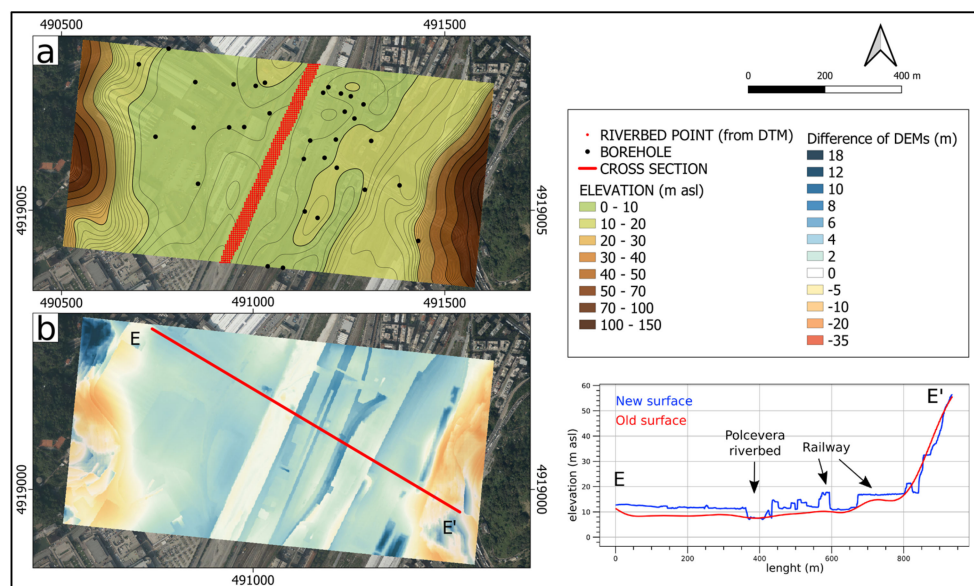 490500
491500
a
4919005
4919005
490500
491000
491500
b
E
E'
4919000
4919000
491000
0
200
400 m
RIVERBED POINT (from DTM)
BOREHOLE
CROSS SECTION
ELEVATION (m asl)
0 - 10
10 - 20
20 - 30
30 - 40
40 - 50
50 - 70
70 - 100
100 - 150
Difference of DEMs (m)
18
12
10
8
6
4
2
0
-5
-10
-20
-35
New surface
Old surface
E
E'
Polcevera
riverbed
Railway
elevation (m asl)
60
50
40
30
20
10
0
0
200
400
600
800
lenght (m)